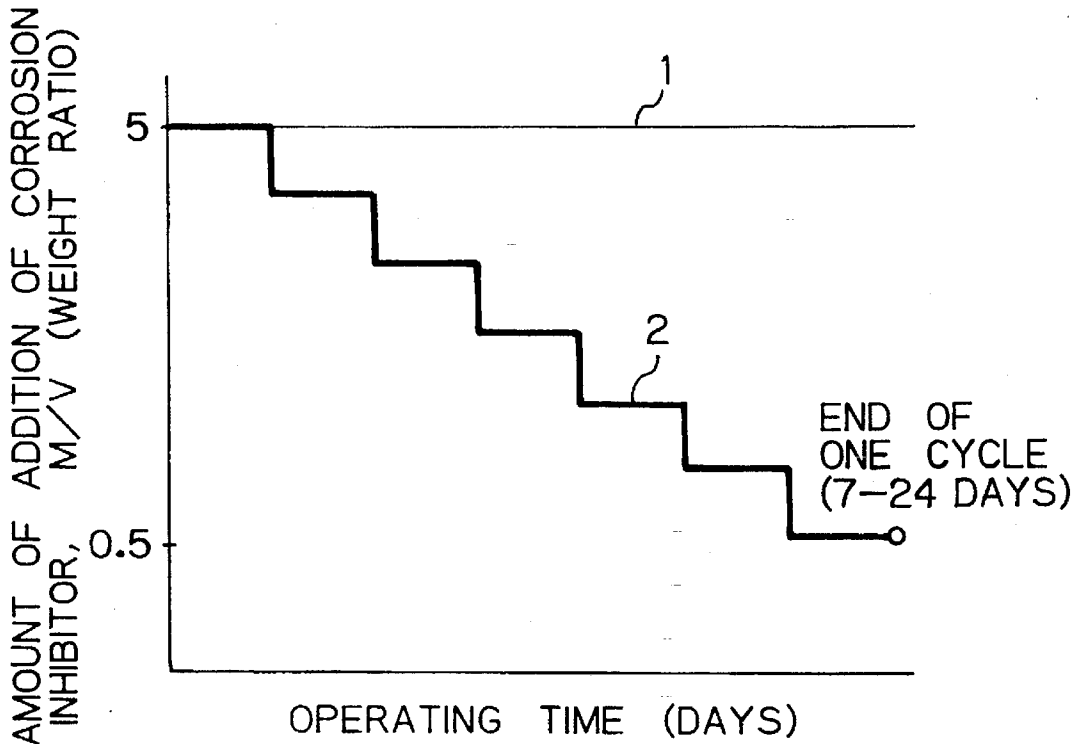 AMOUNT OF ADDITION OF CORROSION
INHIBITOR, M/V (WEIGHT RATIO)
5
0.5
1
2
END OF
ONE CYCLE
(7-24 DAYS)
OPERATING TIME (DAYS)